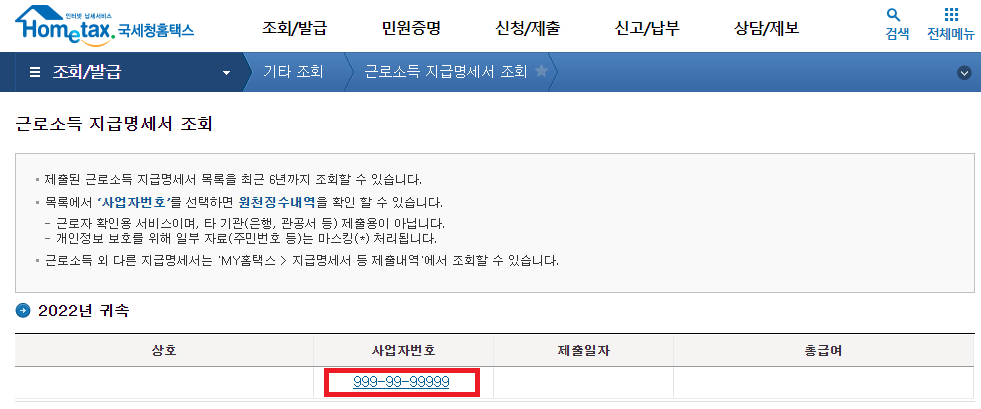 인터넷 납세서비스
Hometax. 국세청홈택스
조회/발급 민원증명 신청/제출 신고/납부 상담/제보 검색 전체메뉴
조회/발급 기타 조회 근로소득 지급명세서 조회
근로소득 지급명세서 조회
제출된 근로소득 지급명세서 목록을 최근 6년까지 조회할 수 있습니다.
목록에서 '사업자번호'를 선택하면 원천징수내역을 확인 할 수 있습니다.
- 근로자 확인용 서비스이며, 타 기관(은행, 관공서 등) 제출용이 아닙니다.
- 개인정보 보호를 위해 일부 자료(주민번호 등)는 마스킹(*) 처리됩니다.
근로소득 외 다른 지급명세서는 'MY홈택스 > 지급명세서 등 제출내역'에서 조회할 수 있습니다.
2022년 귀속
상호 사업자번호 제출일자 총급여
999-99-99999